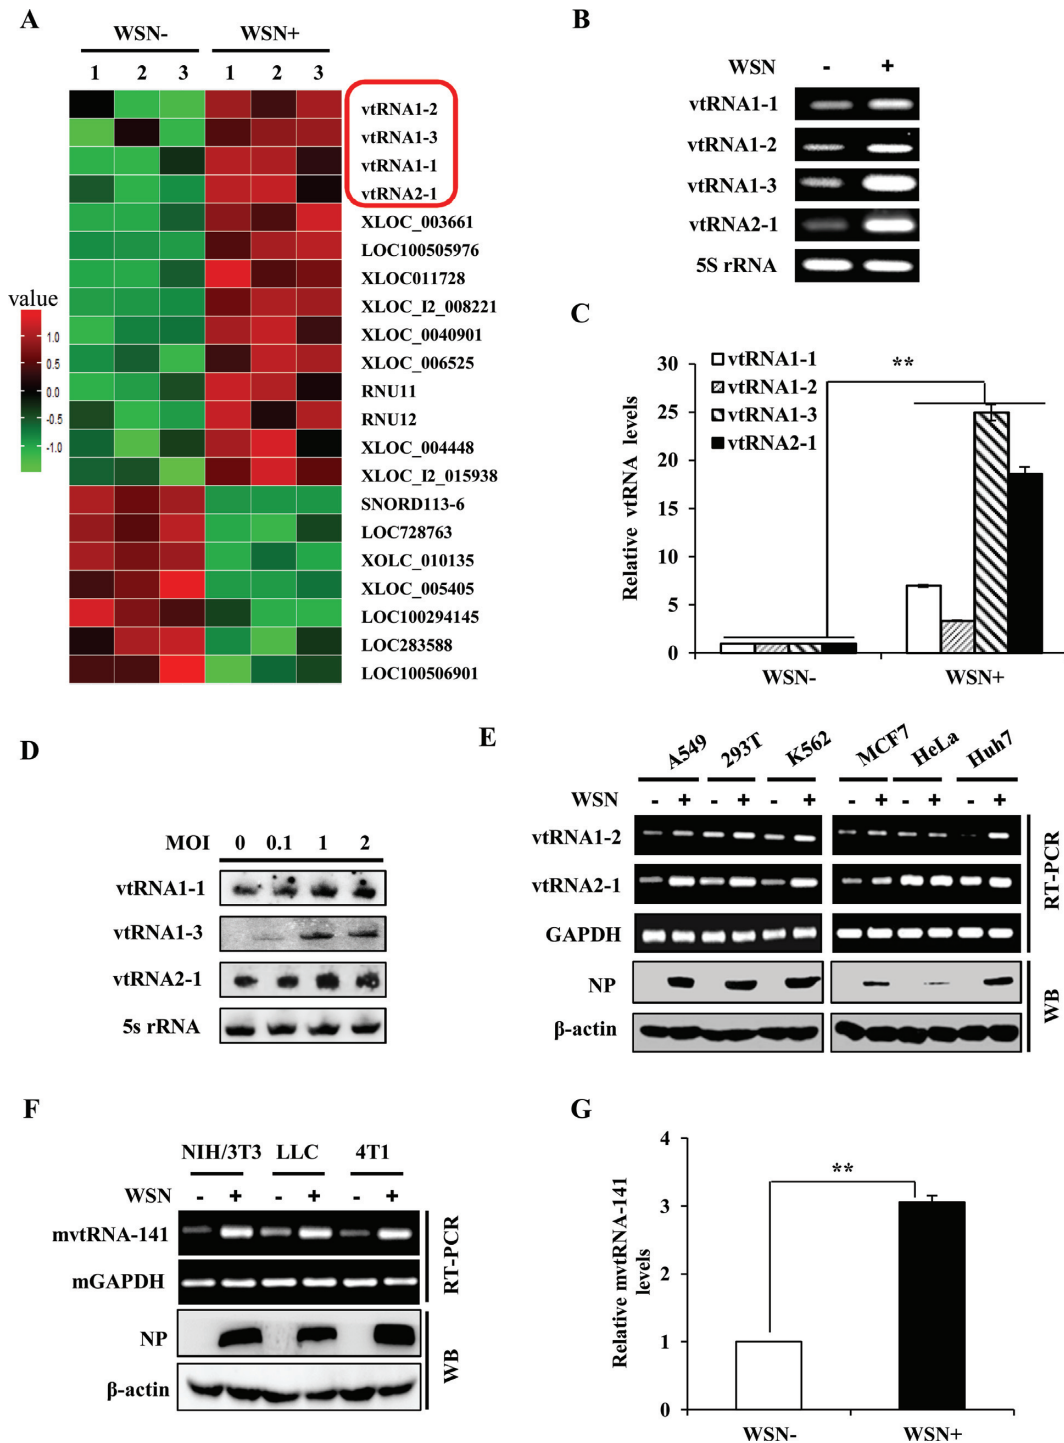 A
WSN- WSN+
1 2 3 1 2 3
vtRNA1-2
vtRNA1-3
vtRNA1-1
vtRNA2-1
XLOC_003661
LOC100505976
XLOC011728
XLOC_I2_008221
XLOC_0040901
XLOC_006525
RNU11
RNU12
XLOC_004448
XLOC_I2_015938
SNORD113-6
LOC728763
XOLC_010135
XLOC_005405
LOC100294145
LOC283588
LOC100506901
value
1.0
0.5
0.0
-0.5
-1.0
B
WSN - +
vtRNA1-1
vtRNA1-2
vtRNA1-3
vtRNA2-1
5S rRNA
C
Relative vtRNA levels
30
25
20
15
10
5
0
vtRNA1-1
vtRNA1-2
vtRNA1-3
vtRNA2-1
**
WSN- WSN+
D
MOI 0 0.1 1 2
vtRNA1-1
vtRNA1-3
vtRNA2-1
5s rRNA
E
A549 293T K562 MCF7 HeLa Huh7
WSN - + - + - + - + - + - +
vtRNA1-2
vtRNA2-1
GAPDH
RT-PCR
NP
β-actin
WB
F
NIH/3T3 LLC 4T1
WSN - + - + - +
mvtRNA-141
mGAPDH
RT-PCR
NP
β-actin
WB
G
Relative mvtRNA-141
levels
4
3
2
1
0
**
WSN- WSN+